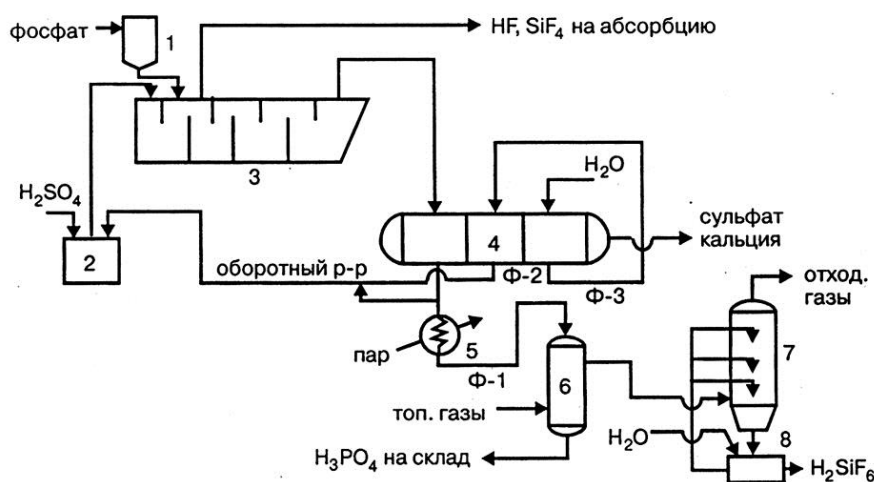 фосфат
1
HF, SiF4 на абсорбцию
3
H2O
H2SO4
4
сульфат
кальция
2
оборотный р-р
Ф-2
Ф-3
отход.
газы
пар
5
Ф-1
7
6
топ. газы
H2O
8
H3PO4 на склад
H2SiF6